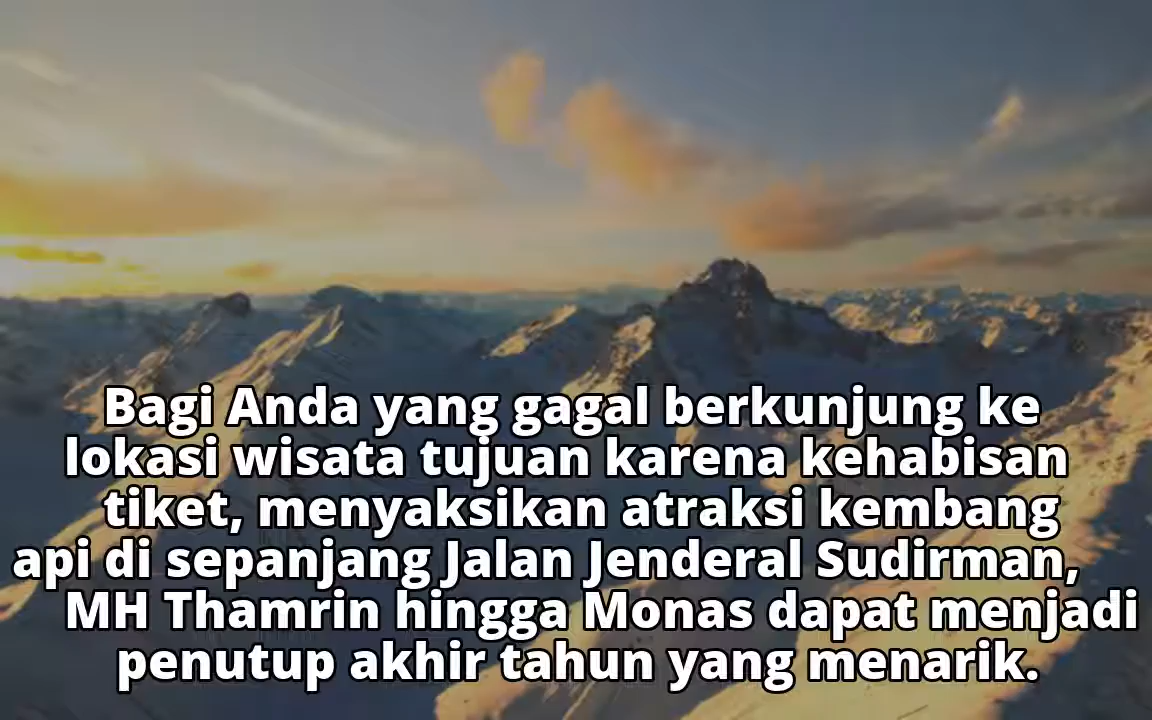 Bagi Anda yang gagal berkunjung ke
lokasi wisata tujuan karena kehabisan
tiket, menyaksikan atraksi kembang
api di sepanjang Jalan Jenderal Sudirman,
MH Thamrin hingga Monas dapat menjadi
penutup akhir tahun yang menarik.